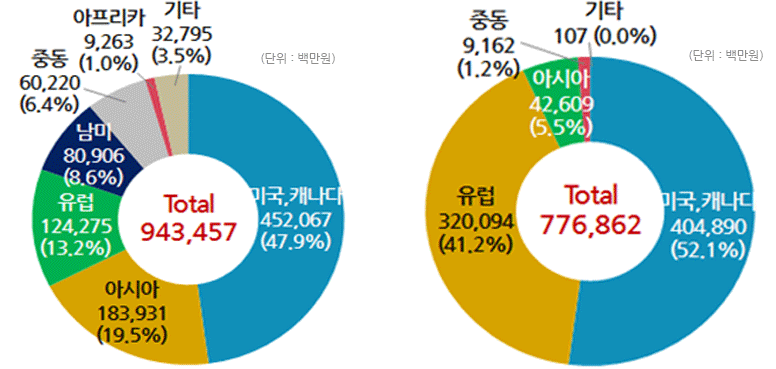 아프리카
9,263
(1.0%)
기타
32,795
(3.5%)
(단위 : 백만원)
중동
60,220
(6.4%)
남미
80,906
(8.6%)
유럽
124,275
(13.2%)
아시아
183,931
(19.5%)
미국,캐나다
452,067
(47.9%)
Total
943,457
중동
9,162
(1.2%)
기타
107 (0.0%)
(단위 : 백만원)
아시아
42,609
(5.5%)
유럽
320,094
(41.2%)
미국,캐나다
404,890
(52.1%)
Total
776,862